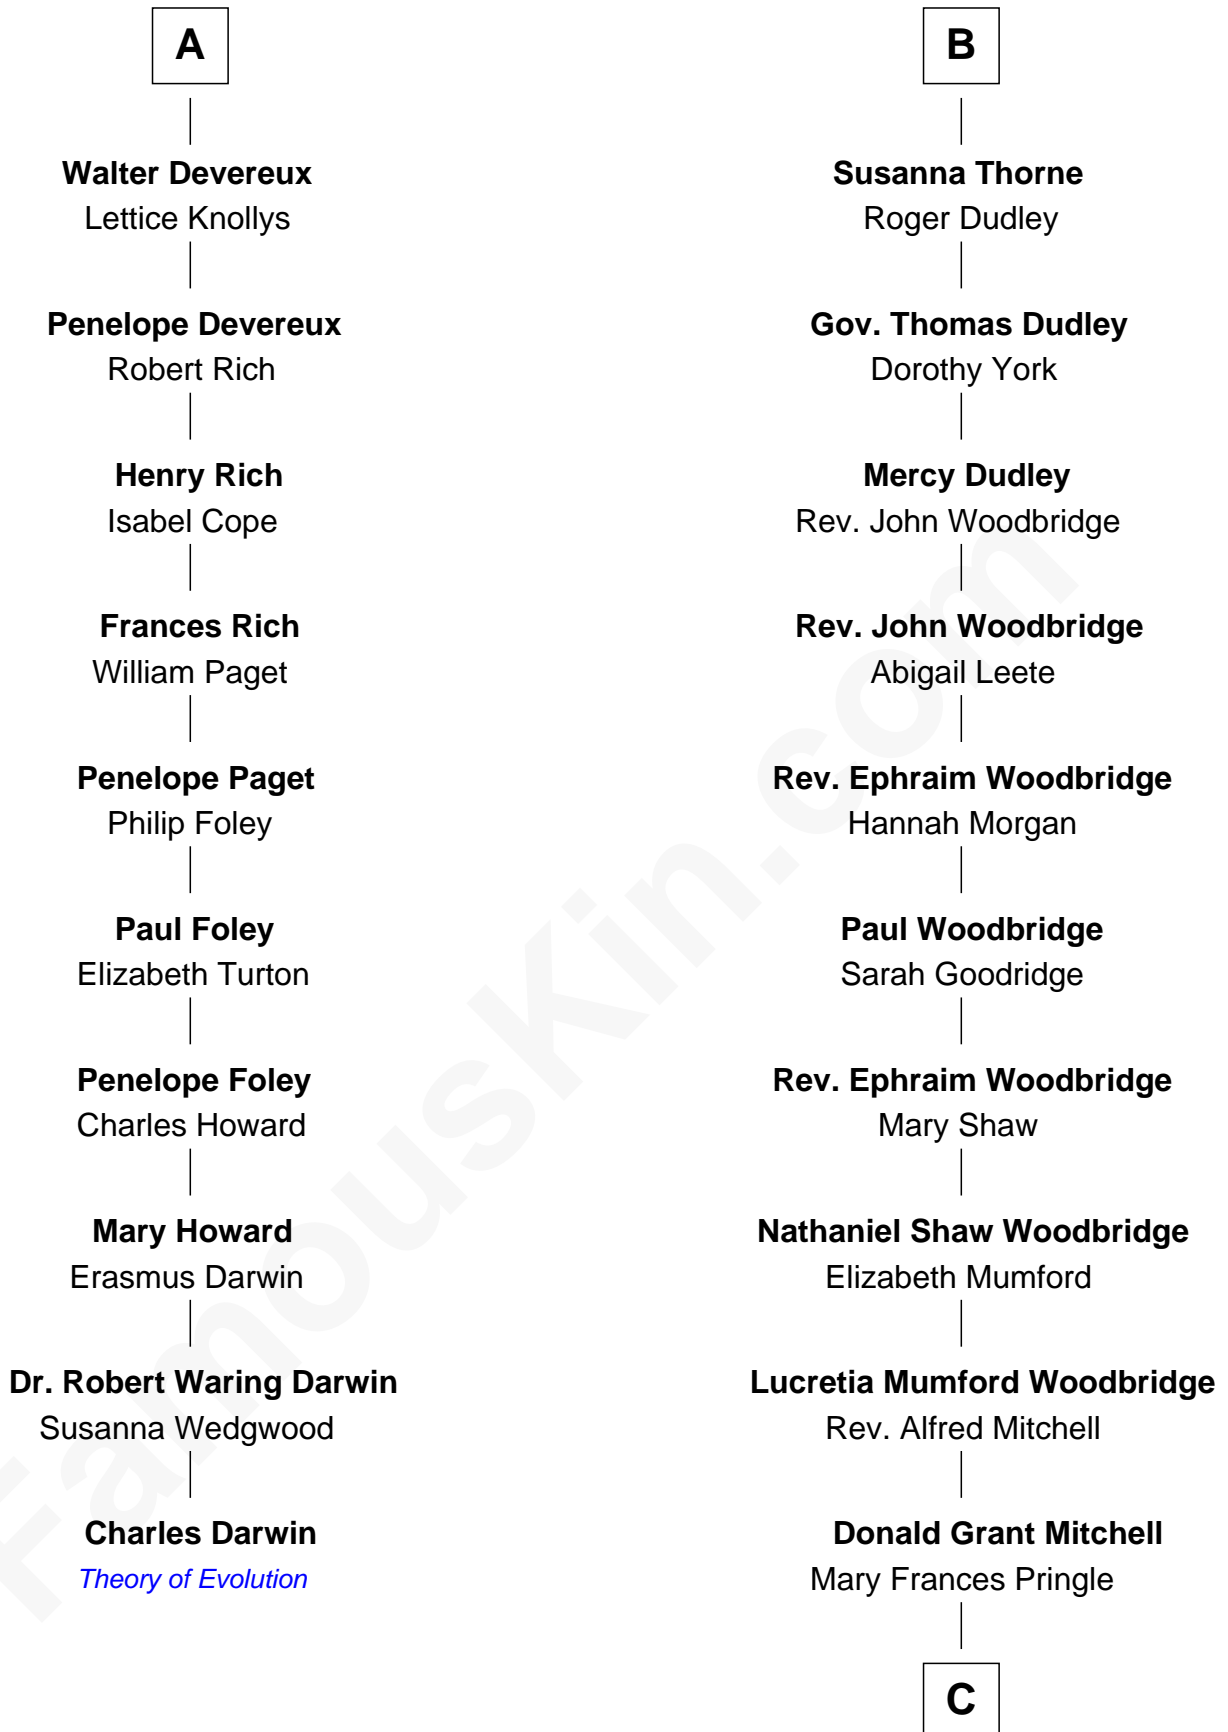 A
Walter Devereux
Lettice Knollys
Penelope Devereux
Robert Rich
Henry Rich
Isabel Cope
Frances Rich
William Paget
Penelope Paget
Philip Foley
Paul Foley
Elizabeth Turton
Penelope Foley
Charles Howard
Mary Howard
Erasmus Darwin
Dr. Robert Waring Darwin
Susanna Wedgwood
Charles Darwin
Theory of Evolution
B
Susanna Thorne
Roger Dudley
Gov. Thomas Dudley
Dorothy York
Mercy Dudley
Rev. John Woodbridge
Rev. John Woodbridge
Abigail Leete
Rev. Ephraim Woodbridge
Hannah Morgan
Paul Woodbridge
Sarah Goodridge
Rev. Ephraim Woodbridge
Mary Shaw
Nathaniel Shaw Woodbridge
Elizabeth Mumford
Lucretia Mumford Woodbridge
Rev. Alfred Mitchell
Donald Grant Mitchell
Mary Frances Pringle
C
FamousKin.com